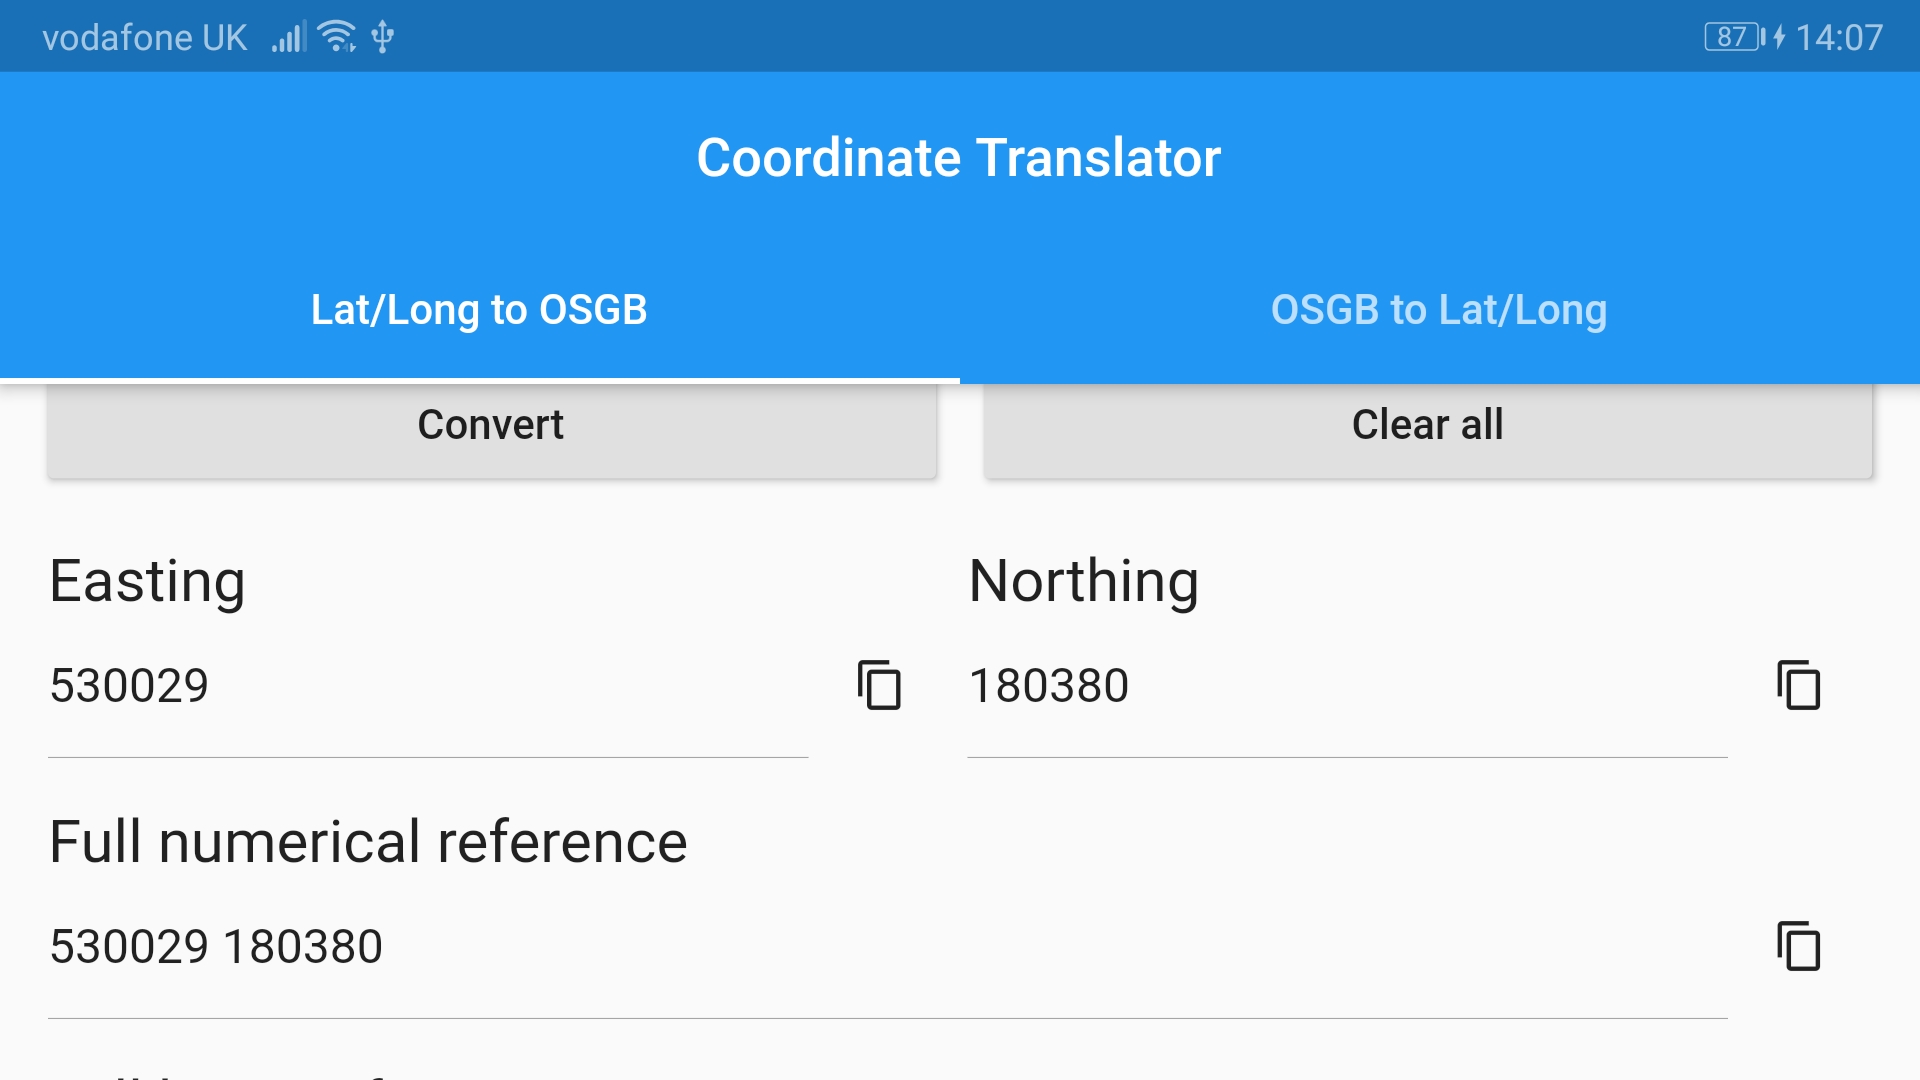 vodafone UK 87 14:07
Coordinate Translator
Lat/Long to OSGB OSGB to Lat/Long
Convert Clear all
Easting Northing
530029 180380
Full numerical reference
530029 180380